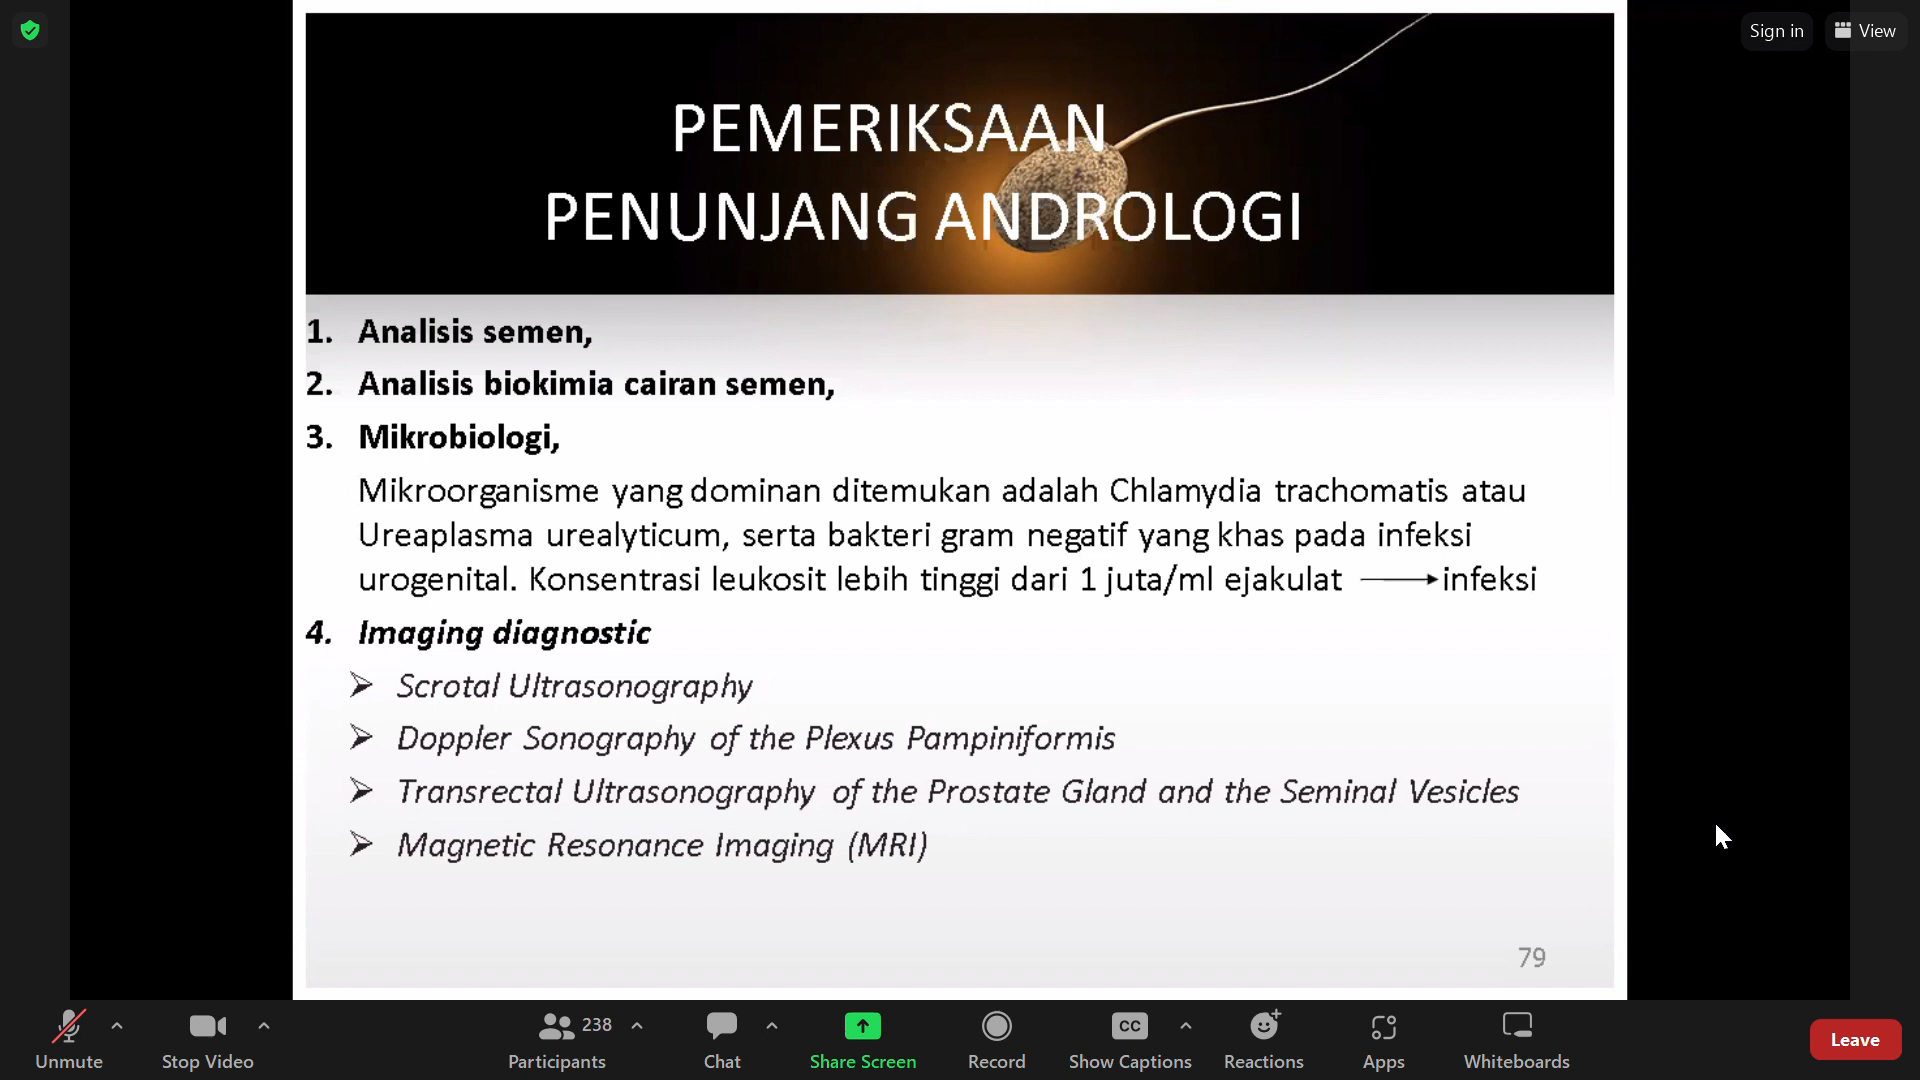 Sign in
View
PEMERIKSAAN
PENUNJANG ANDROLOGI
1. Analisis semen,
2. Analisis biokimia cairan semen,
3. Mikrobiologi,
Mikroorganisme yang dominan ditemukan adalah Chlamydia trachomatis atau
Ureaplasma urealyticum, serta bakteri gram negatif yang khas pada infeksi
urogenital. Konsentrasi leukosit lebih tinggi dari 1 juta/ml ejakulat → infeksi
4. Imaging diagnostic
➢ Scrotal Ultrasonography
➢ Doppler Sonography of the Plexus Pampiniformis
➢ Transrectal Ultrasonography of the Prostate Gland and the Seminal Vesicles
➢ Magnetic Resonance Imaging (MRI)
79
Unmute
Stop Video
238
Participants
Chat
Share Screen
Record
CC
Show Captions
Reactions
Apps
Whiteboards
Leave